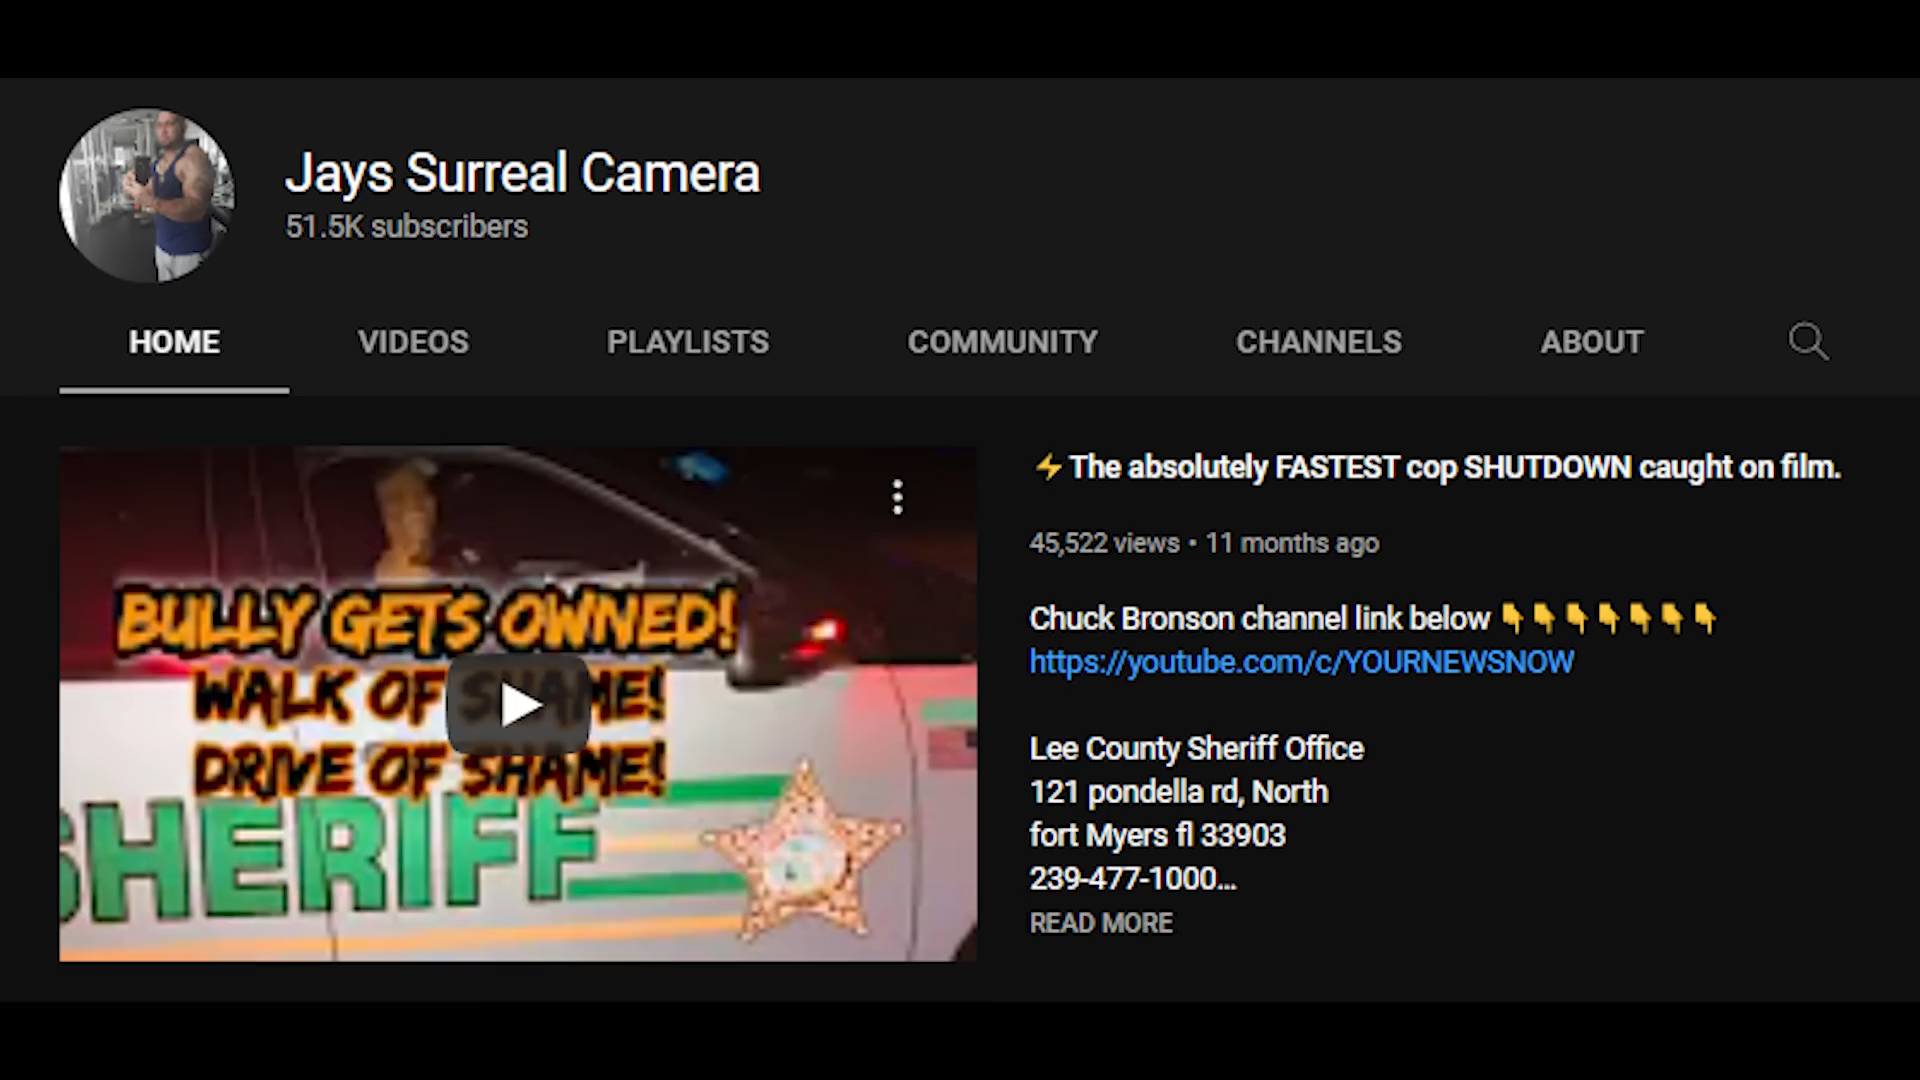 Jays Surreal Camera
51.5K subscribers
HOME VIDEOS PLAYLISTS COMMUNITY CHANNELS ABOUT
BULLY GETS OWNED!
WALK OF SHAME!
DRIVE OF SHAME!
SHERIFF
⚡The absolutely FASTEST cop SHUTDOWN caught on film.
45,522 views • 11 months ago
Chuck Bronson channel link below 👇👇👇👇👇👇👇
https://youtube.com/c/YOURNEWSNOW
Lee County Sheriff Office
121 pondella rd, North
fort Myers fl 33903
239-477-1000...
READ MORE